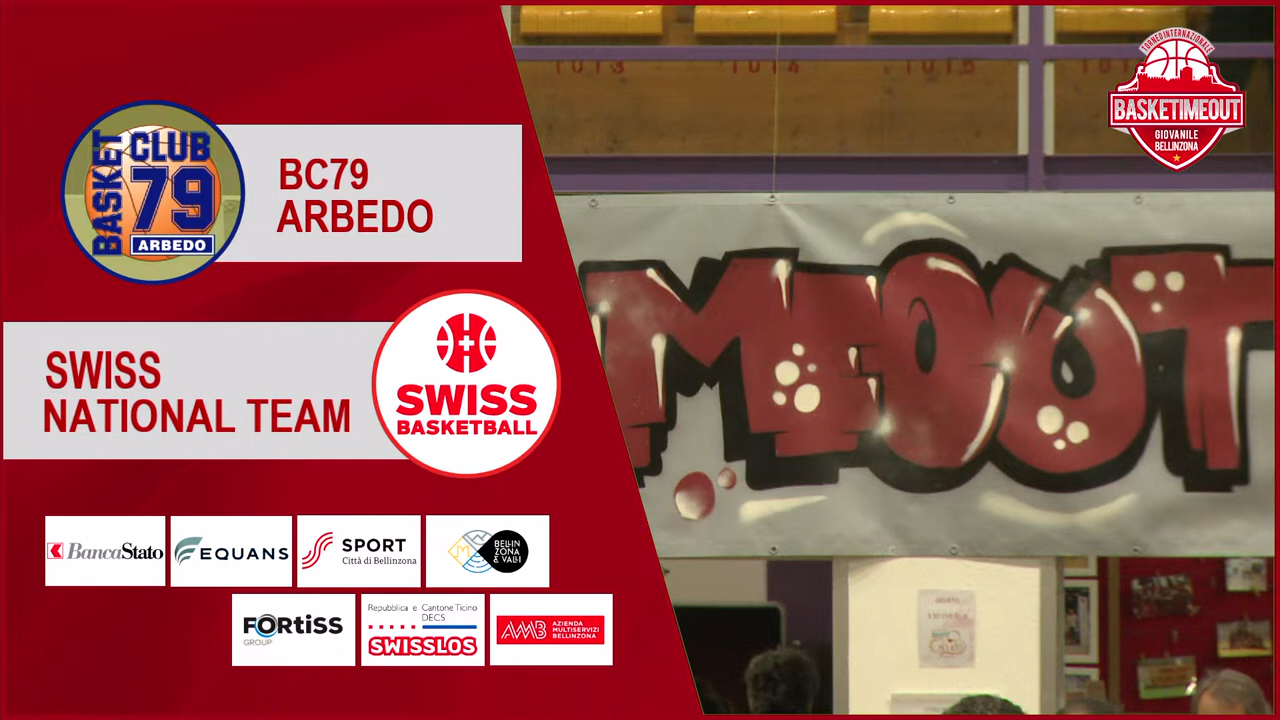 1013
1014
1015
TORNEO INTERNAZIONALE
BASKETIMEOUT
GIOVANILE
BELLINZONA
BASKET
CLUB
79
ARBEDO
BC79
ARBEDO
MEOUT
SWISS
NATIONAL TEAM
SWISS
BASKETBALL
BancaStato
EQUANS
SPORT
Città di Bellinzona
BELLIN
ZONA
& VALLI
FORTISS
GROUP
Repubblica e Cantone Ticino
DECS
SWISSLOS
AMB
AZIENDA
MULTISERVIZI
BELLINZONA